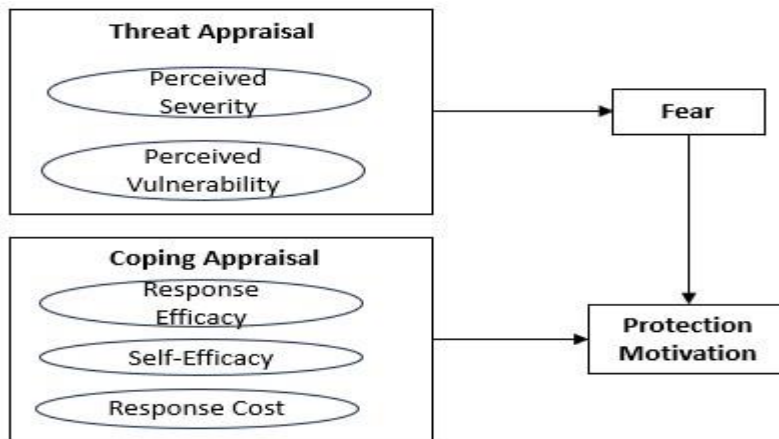 Threat Appraisal
Perceived
Severity
Perceived
Vulnerability
Fear
Coping Appraisal
Response
Efficacy
Self-Efficacy
Response Cost
Protection
Motivation